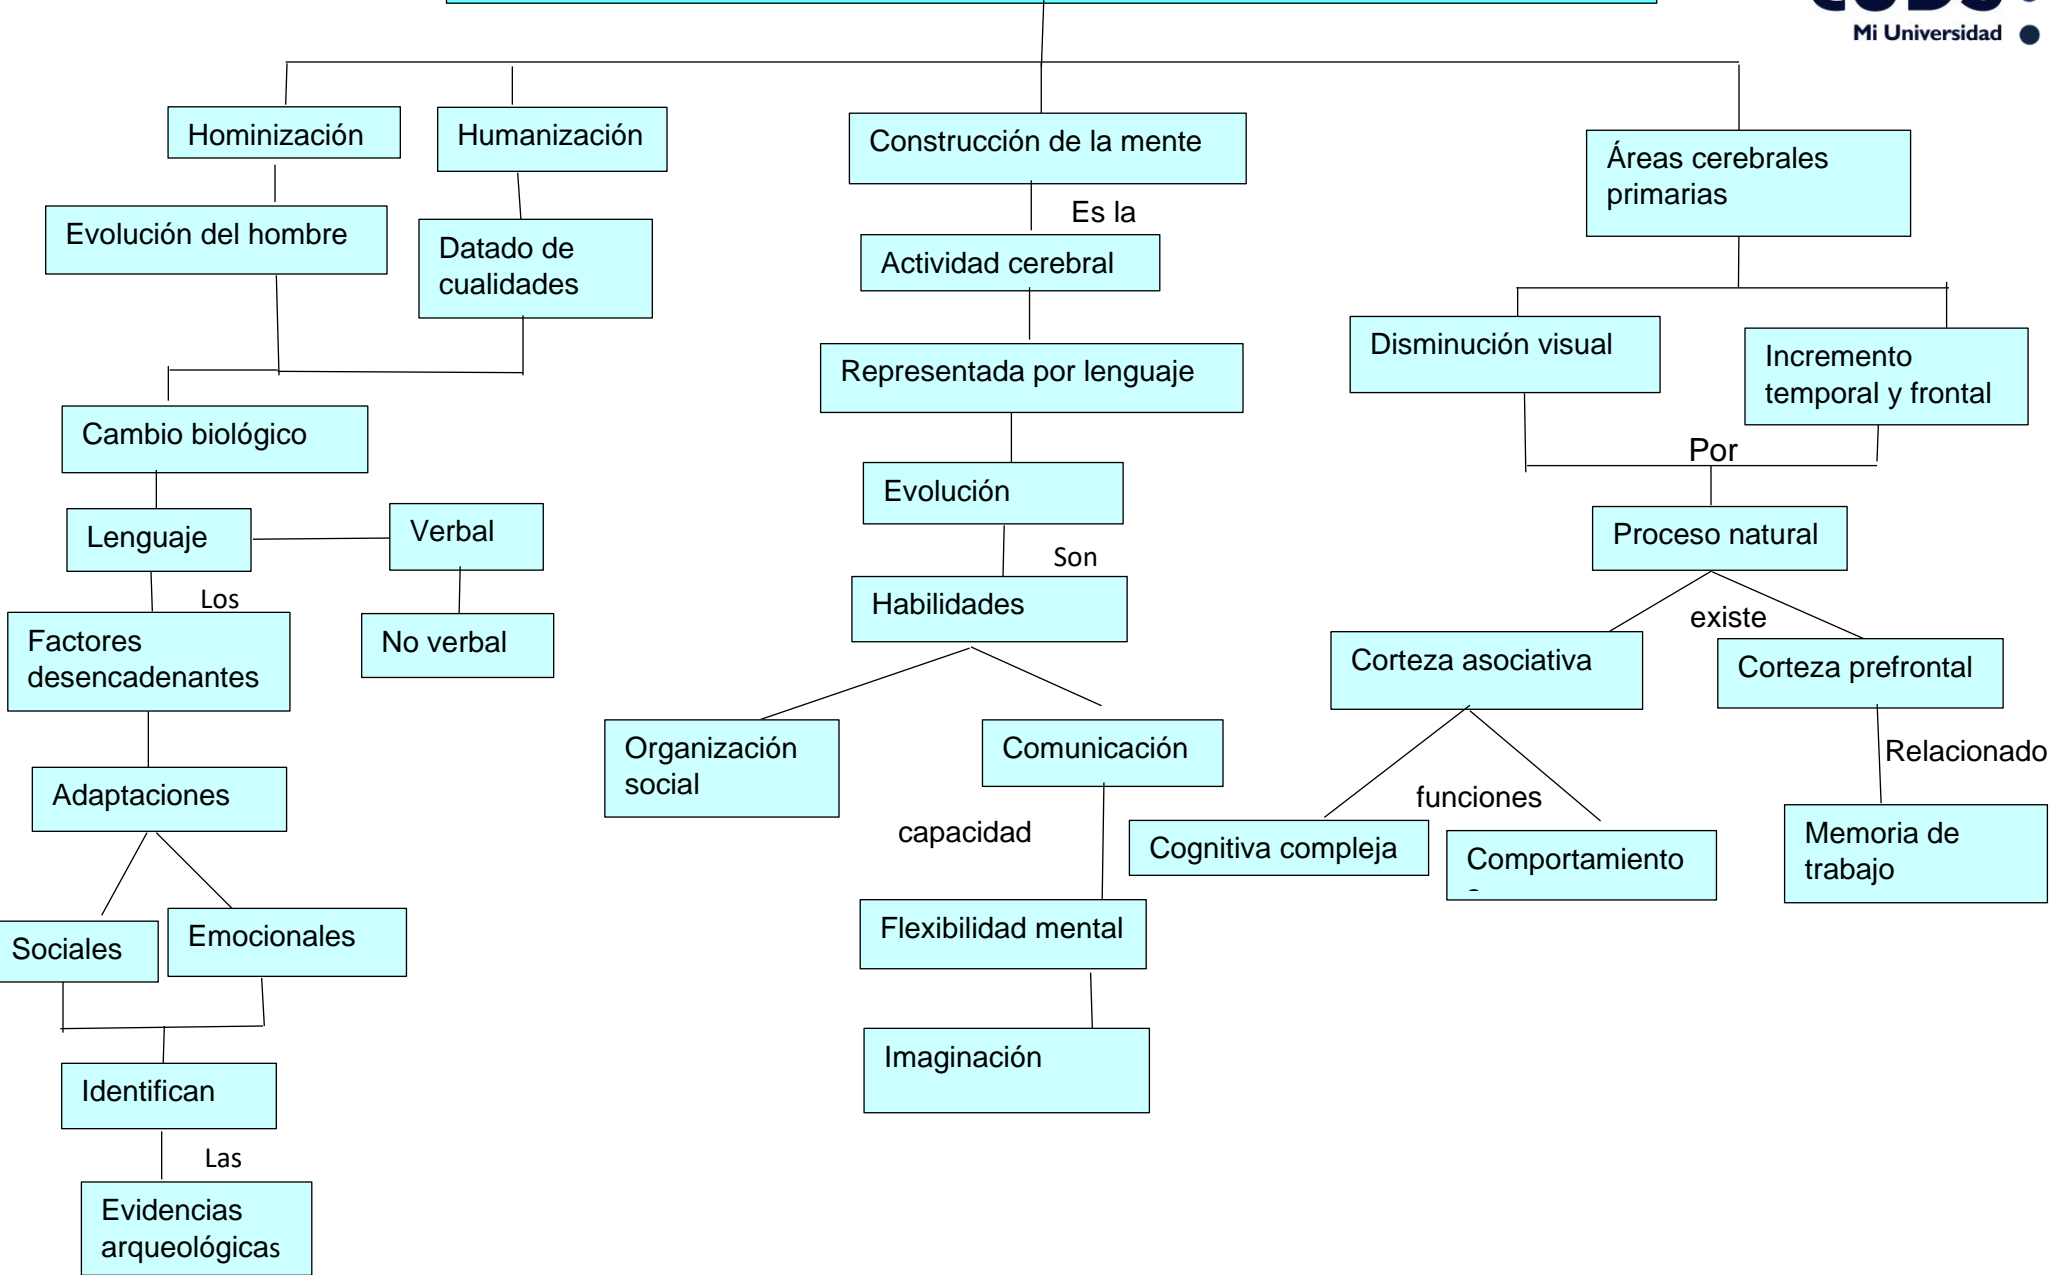 Mi Universidad
Hominización
Humanización
Construcción de la mente
Áreas cerebrales
primarias
Es la
Evolución del hombre
Datado de
cualidades
Actividad cerebral
Disminución visual
Incremento
temporal y frontal
Representada por lenguaje
Cambio biológico
Por
Evolución
Lenguaje
Verbal
Proceso natural
Son
Los
Habilidades
existe
Factores
desencadenantes
No verbal
Corteza asociativa
Corteza prefrontal
Organización
social
Comunicación
Relacionado
Adaptaciones
funciones
capacidad
Cognitiva compleja
Comportamiento
Memoria de
trabajo
Sociales
Emocionales
Flexibilidad mental
Imaginación
Identifican
Las
Evidencias
arqueológicas